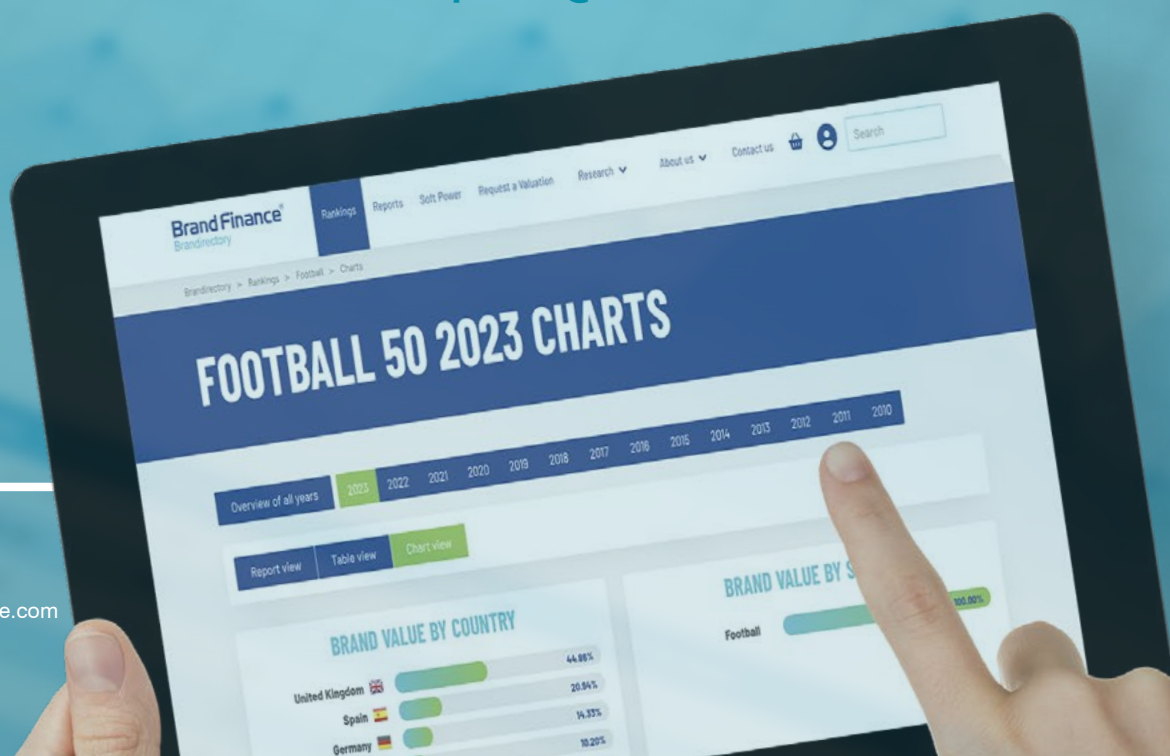 Brand Finance®
Brandirectory
Rankings
Reports
Soft Power
Request a Valuation
Research
About us
Contact us
Search
Brandirectory > Rankings > Football > Charts
FOOTBALL 50 2023 CHARTS
Overview of all years
2023
2022
2021
2020
2019
2018
2017
2016
2015
2014
2013
2012
2011
2010
Report view
Table view
Chart view
BRAND VALUE BY COUNTRY
United Kingdom
Spain
20.94%
Germany
14.33%
10.20%
BRAND VALUE BY S
Football
100.00%
e.com